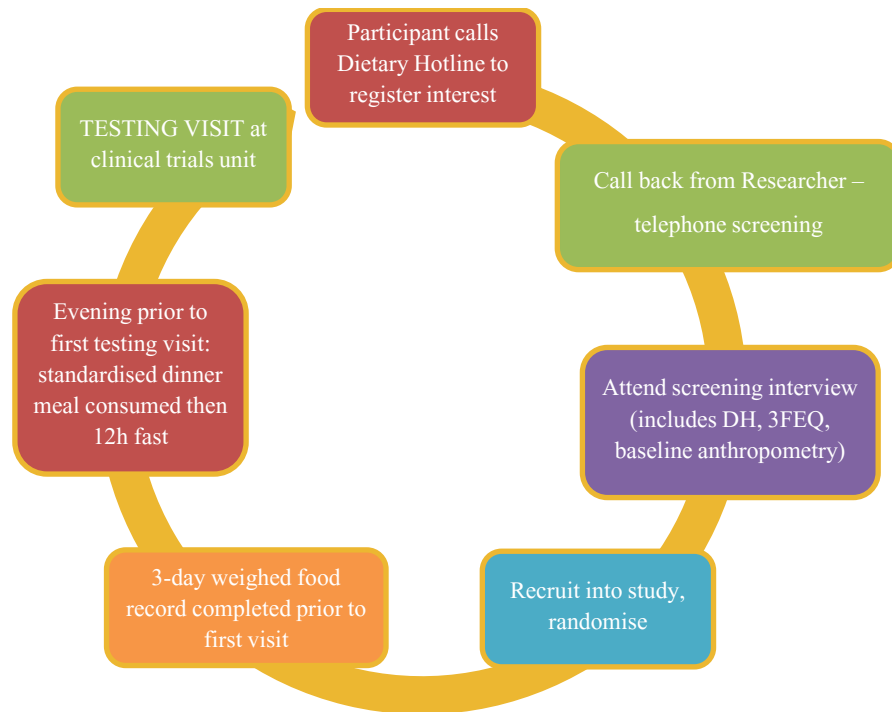 Participant calls
Dietary Hotline to
register interest
Call back from Researcher –
telephone screening
Attend screening interview
(includes DH, 3FEQ,
baseline anthropometry)
Recruit into study,
randomise
3-day weighed food
record completed prior to
first visit
Evening prior to
first testing visit:
standardised dinner
meal consumed then
12h fast
TESTING VISIT at
clinical trials unit